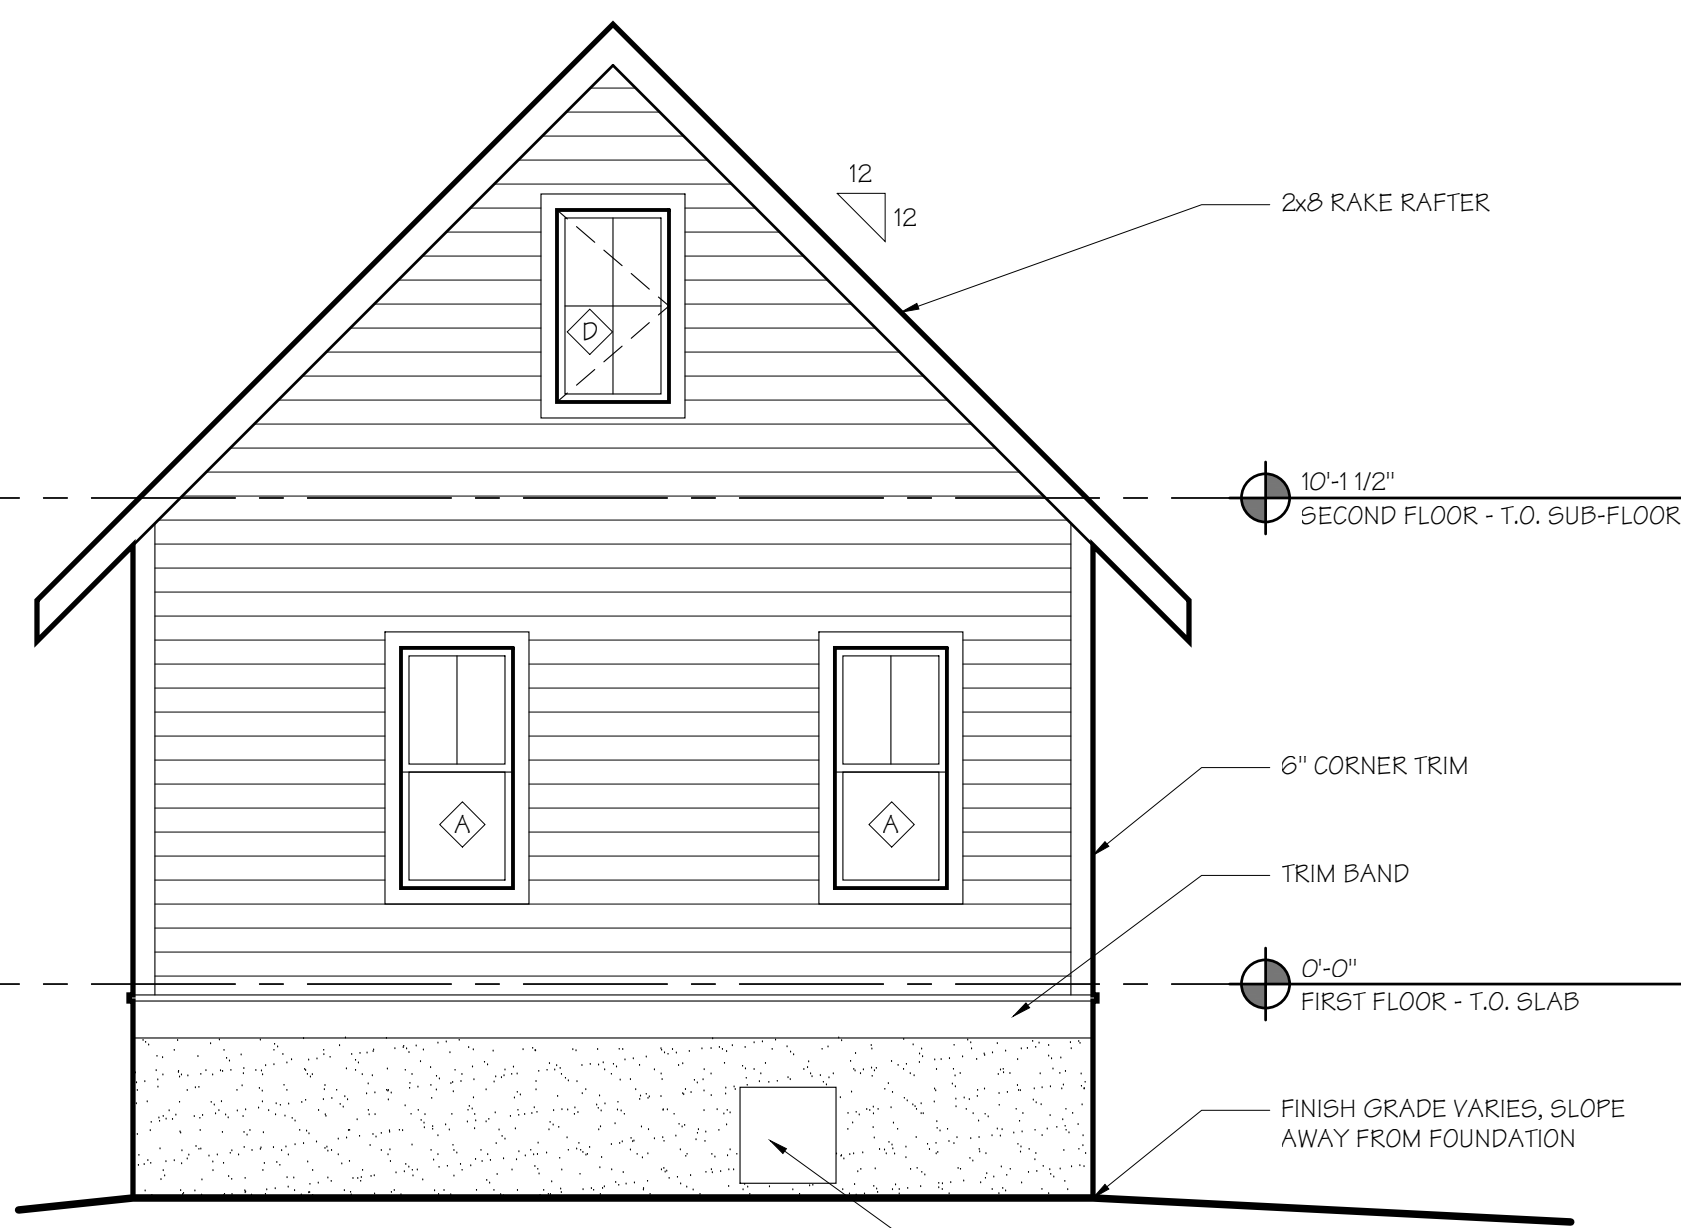 12
12
2x8 RAKE RAFTER
D
10'-1 1/2"
SECOND FLOOR - T.O. SUB-FLOOR
6" CORNER TRIM
A
A
TRIM BAND
0'-0"
FIRST FLOOR - T.O. SLAB
FINISH GRADE VARIES, SLOPE
AWAY FROM FOUNDATION